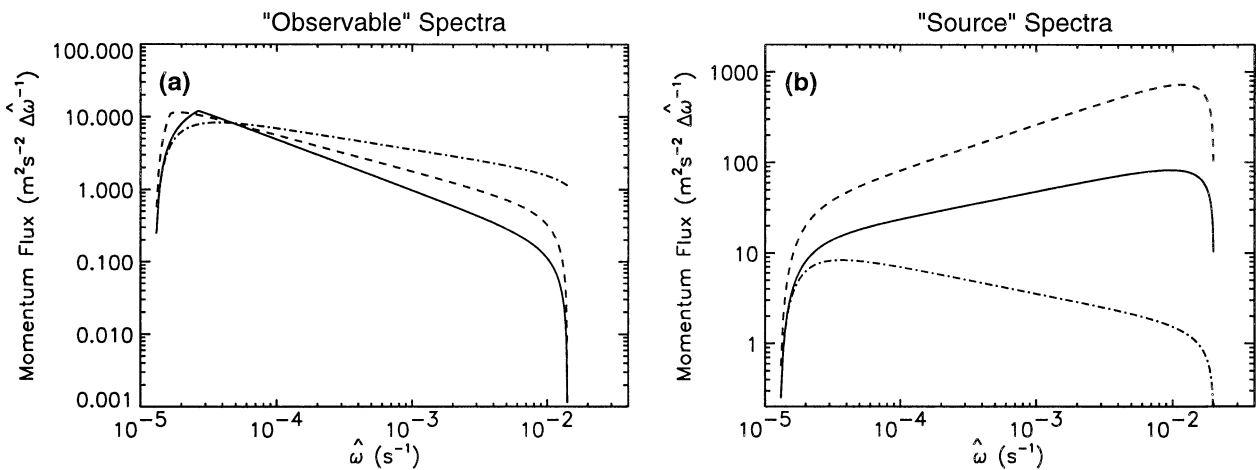 "Observable" Spectra
(a)
Momentum Flux (m²s⁻² Δω̂⁻¹)
100.000
10.000
1.000
0.100
0.010
0.001
10⁻⁵
10⁻⁴
10⁻³
10⁻²
ω̂ (s⁻¹)
"Source" Spectra
(b)
Momentum Flux (m²s⁻² Δω̂⁻¹)
1000
100
10
1
10⁻⁵
10⁻⁴
10⁻³
10⁻²
ω̂ (s⁻¹)